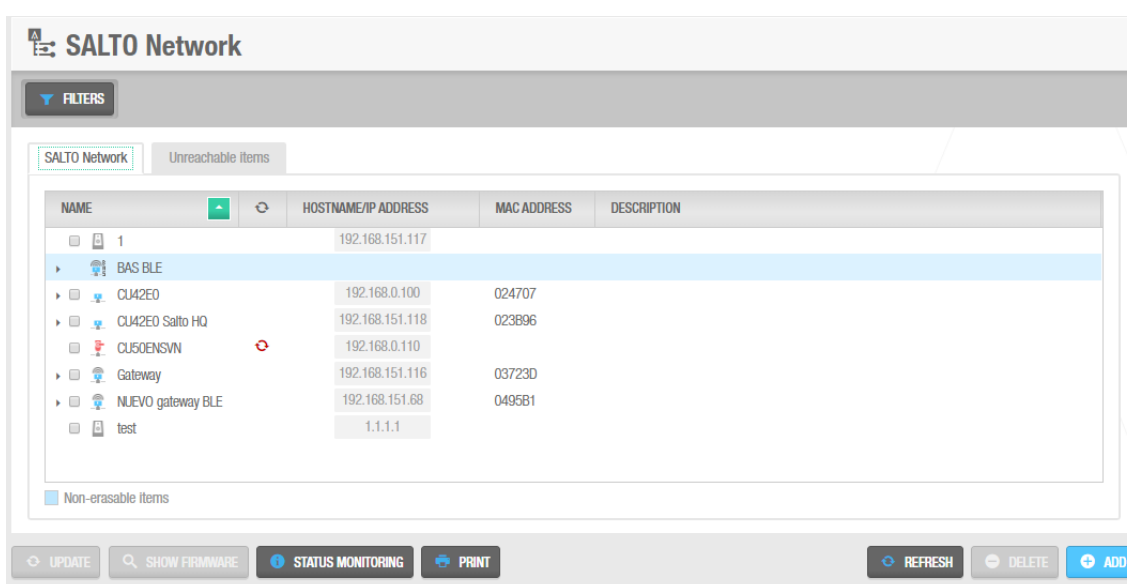 SALTO Network
FILTERS
SALTO Network Unreachable items
NAME HOSTNAME/IP ADDRESS MAC ADDRESS DESCRIPTION
1 192.168.151.117
BAS BLE
CU42E0 192.168.0.100 024707
CU42E0 Salto HQ 192.168.151.118 023B96
CU50ENSVN 192.168.0.110
Gateway 192.168.151.116 03723D
NUEVO gateway BLE 192.168.151.68 0495B1
test 1.1.1.1
Non-erasable items
UPDATE SHOW FIRMWARE STATUS MONITORING PRINT REFRESH DELETE ADD